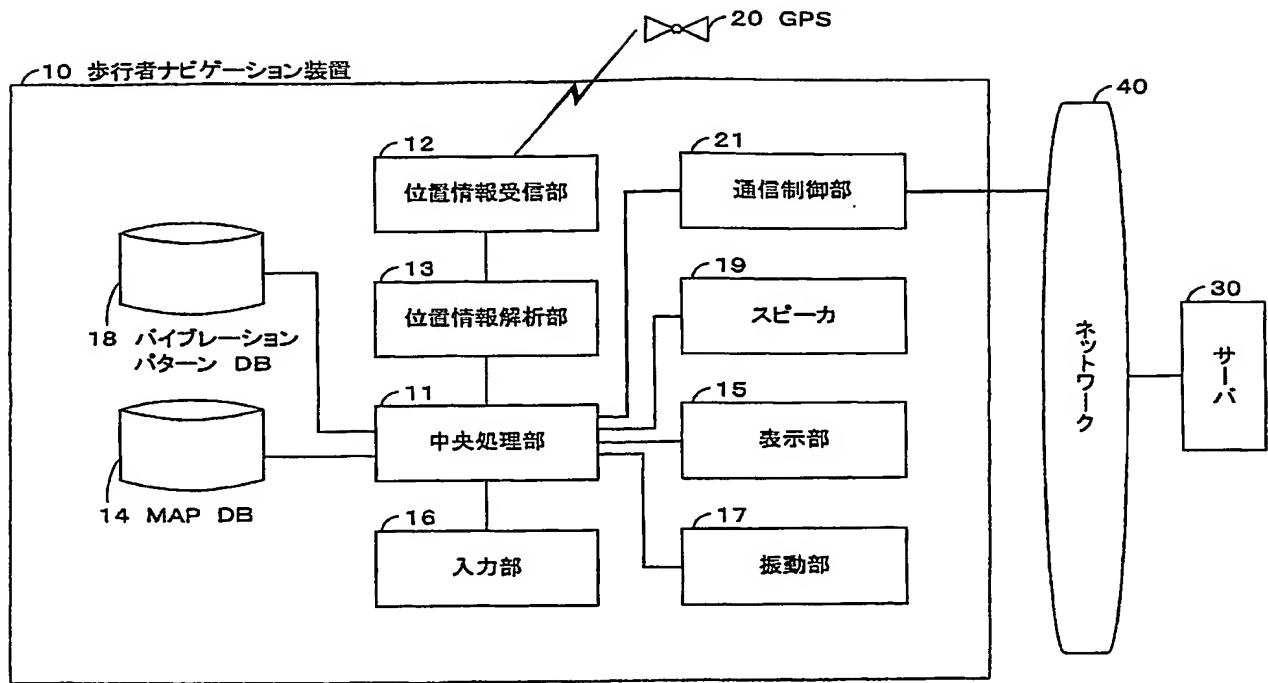 20 GPS
10 歩行者ナビゲーション装置
40
12
位置情報受信部
21
通信制御部
13
位置情報解析部
19
スピーカ
18 バイブレーション
パターン DB
30
サーバ
ネットワーク
11
中央処理部
15
表示部
14 MAP DB
16
入力部
17
振動部